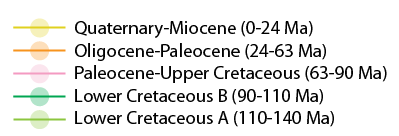 Quaternary-Miocene (0-24 Ma)
Oligocene-Paleocene (24-63 Ma)
Paleocene-Upper Cretaceous (63-90 Ma)
Lower Cretaceous B (90-110 Ma)
Lower Cretaceous A (110-140 Ma)